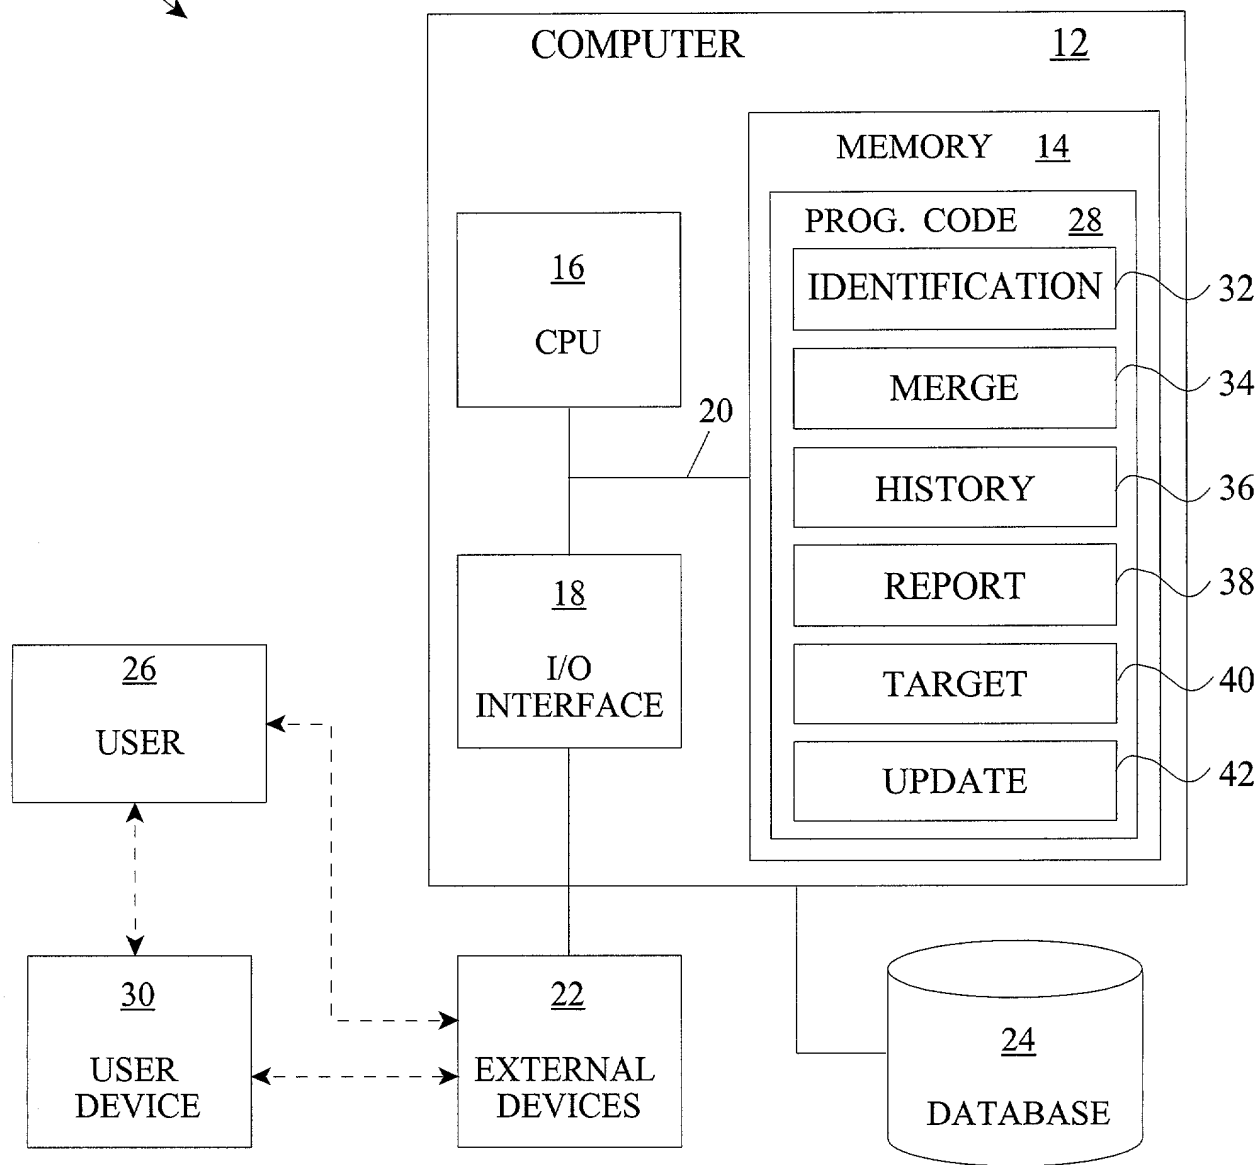 COMPUTER 12
MEMORY 14
PROG. CODE 28
IDENTIFICATION 32
MERGE 34
HISTORY 36
REPORT 38
TARGET 40
UPDATE 42
16
CPU
20
18
I/O
INTERFACE
26
USER
30
USER
DEVICE
22
EXTERNAL
DEVICES
24
DATABASE